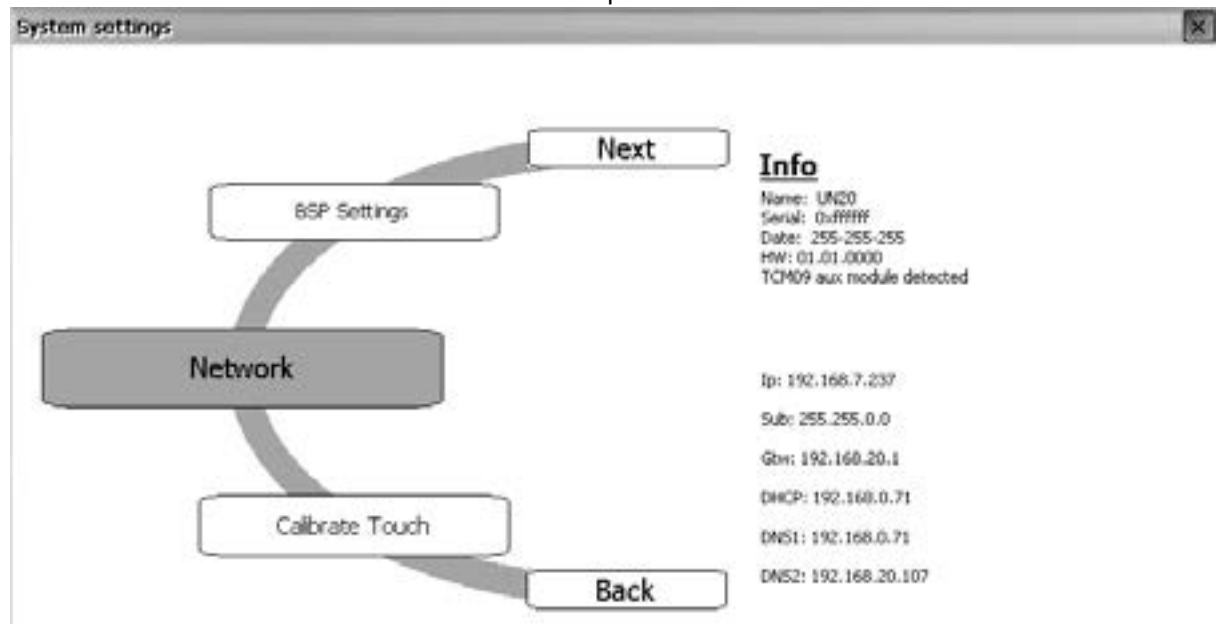 System settings
Next
BSP Settings
Network
Calibrate Touch
Back
Info
Name: UN20
Serial: 0xffffff
Date: 255-255-255
HW: 01.01.0000
TCM09 aux module detected
Ip: 192.168.7.237
Sub: 255.255.0.0
Gtw: 192.168.20.1
DHCP: 192.168.0.71
DNS1: 192.168.0.71
DNS2: 192.168.20.107